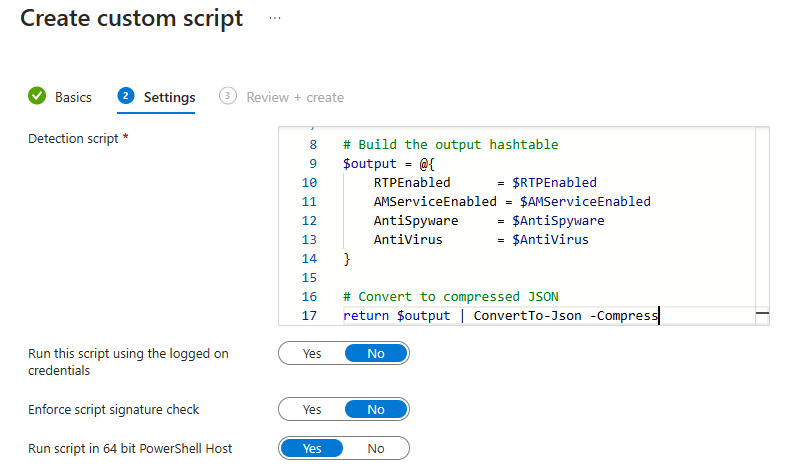 Create custom script ...
Basics 2 Settings 3 Review + create
Detection script *
8 # Build the output hashtable
9 $output = @{
10 RTPEnabled = $RTPEnabled
11 AMServiceEnabled = $AMServiceEnabled
12 AntiSpyware = $AntiSpyware
13 AntiVirus = $AntiVirus
14 }
15
16 # Convert to compressed JSON
17 return $output | ConvertTo-Json -Compress
Run this script using the logged on
credentials
Yes No
Enforce script signature check Yes No
Run script in 64 bit PowerShell Host Yes No